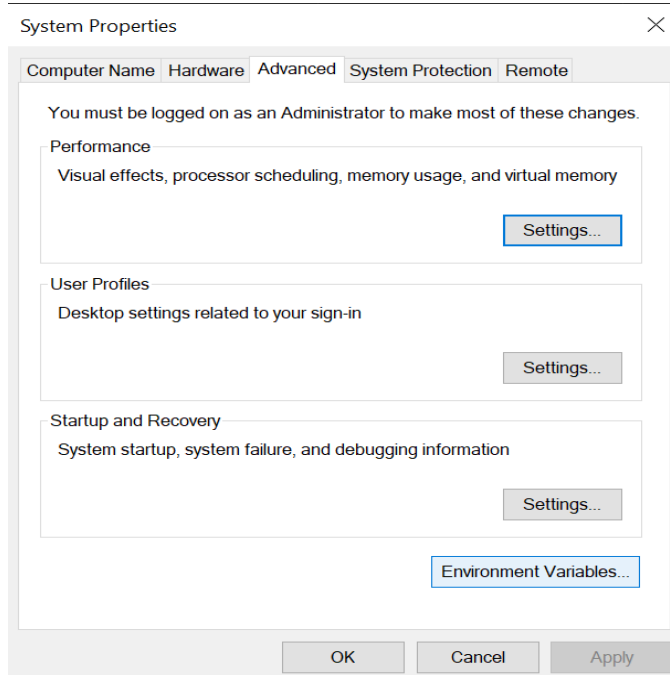 System Properties
Computer Name Hardware Advanced System Protection Remote
You must be logged on as an Administrator to make most of these changes.
Performance
Visual effects, processor scheduling, memory usage, and virtual memory
Settings...
User Profiles
Desktop settings related to your sign-in
Settings...
Startup and Recovery
System startup, system failure, and debugging information
Settings...
Environment Variables...
OK Cancel Apply